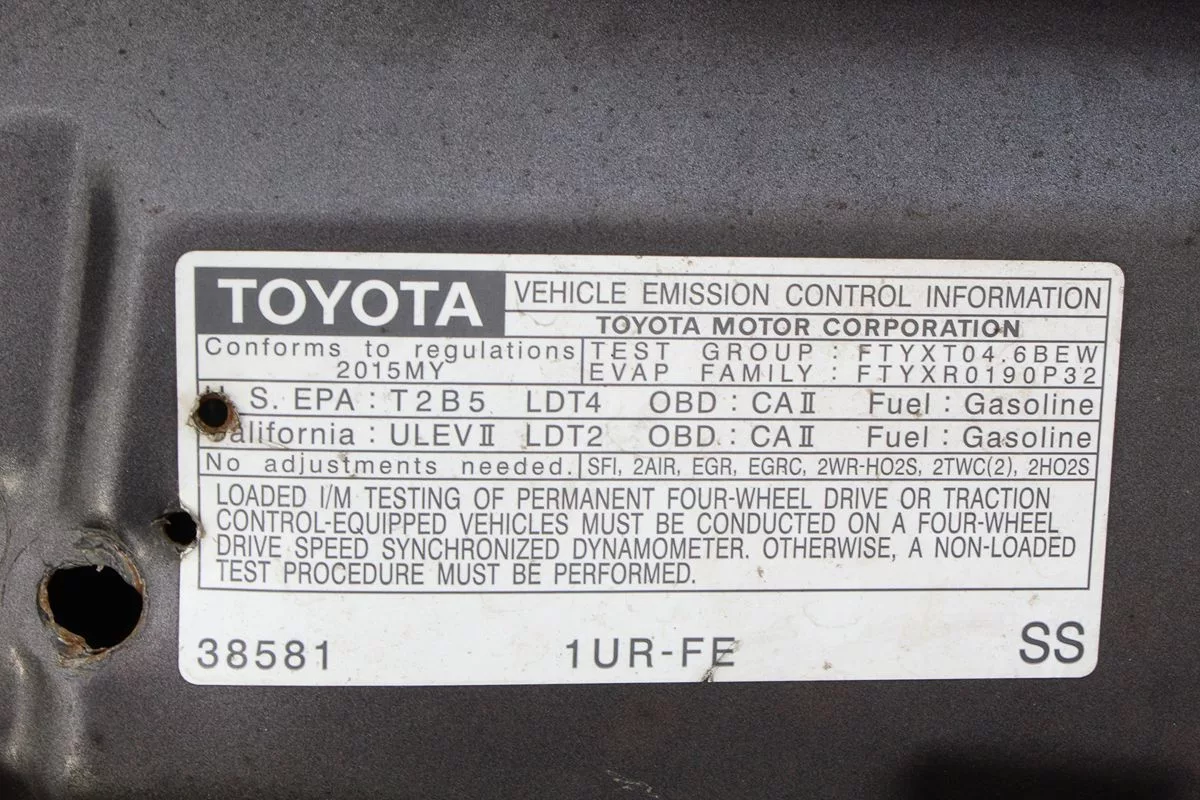 TOYOTA
VEHICLE EMISSION CONTROL INFORMATION
TOYOTA MOTOR CORPORATION
Conforms to regulations
2015MY
TEST GROUP : FTYXT04.6BEW
EVAP FAMILY : FTYXR0190P32
S. EPA : T2B5 LDT4 OBD : CAⅡ Fuel : Gasoline
alifornia : ULEVⅡ LDT2 OBD : CAⅡ Fuel : Gasoline
No adjustments needed.
SFI, 2AIR, EGR, EGRC, 2WR-HO2S, 2TWC(2), 2HO2S
LOADED I/M TESTING OF PERMANENT FOUR-WHEEL DRIVE OR TRACTION
CONTROL-EQUIPPED VEHICLES MUST BE CONDUCTED ON A FOUR-WHEEL
DRIVE SPEED SYNCHRONIZED DYNAMOMETER. OTHERWISE, A NON-LOADED
TEST PROCEDURE MUST BE PERFORMED.
38581
1UR-FE
SS